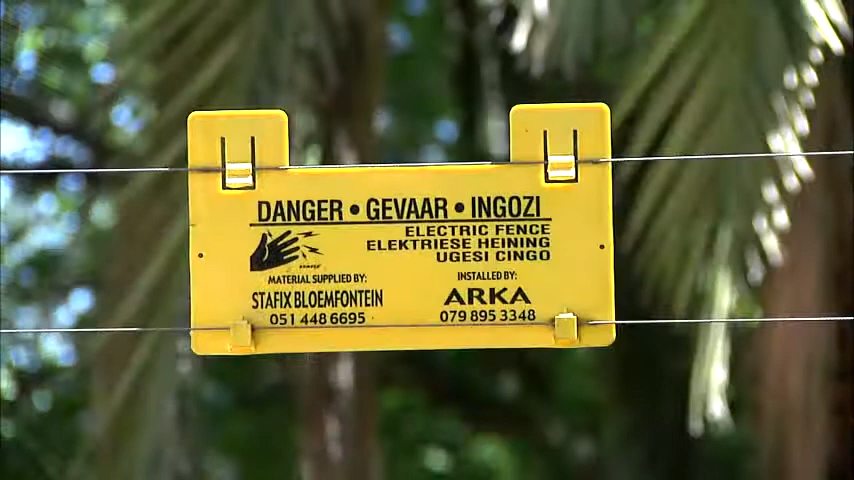 DANGER • GEVAAR • INGOZI
ELECTRIC FENCE
ELEKTRIESE HEINING
UGESI CINGO
MATERIAL SUPPLIED BY:
STAFIX BLOEMFONTEIN
051 448 6695
INSTALLED BY:
ARKA
079 895 3348